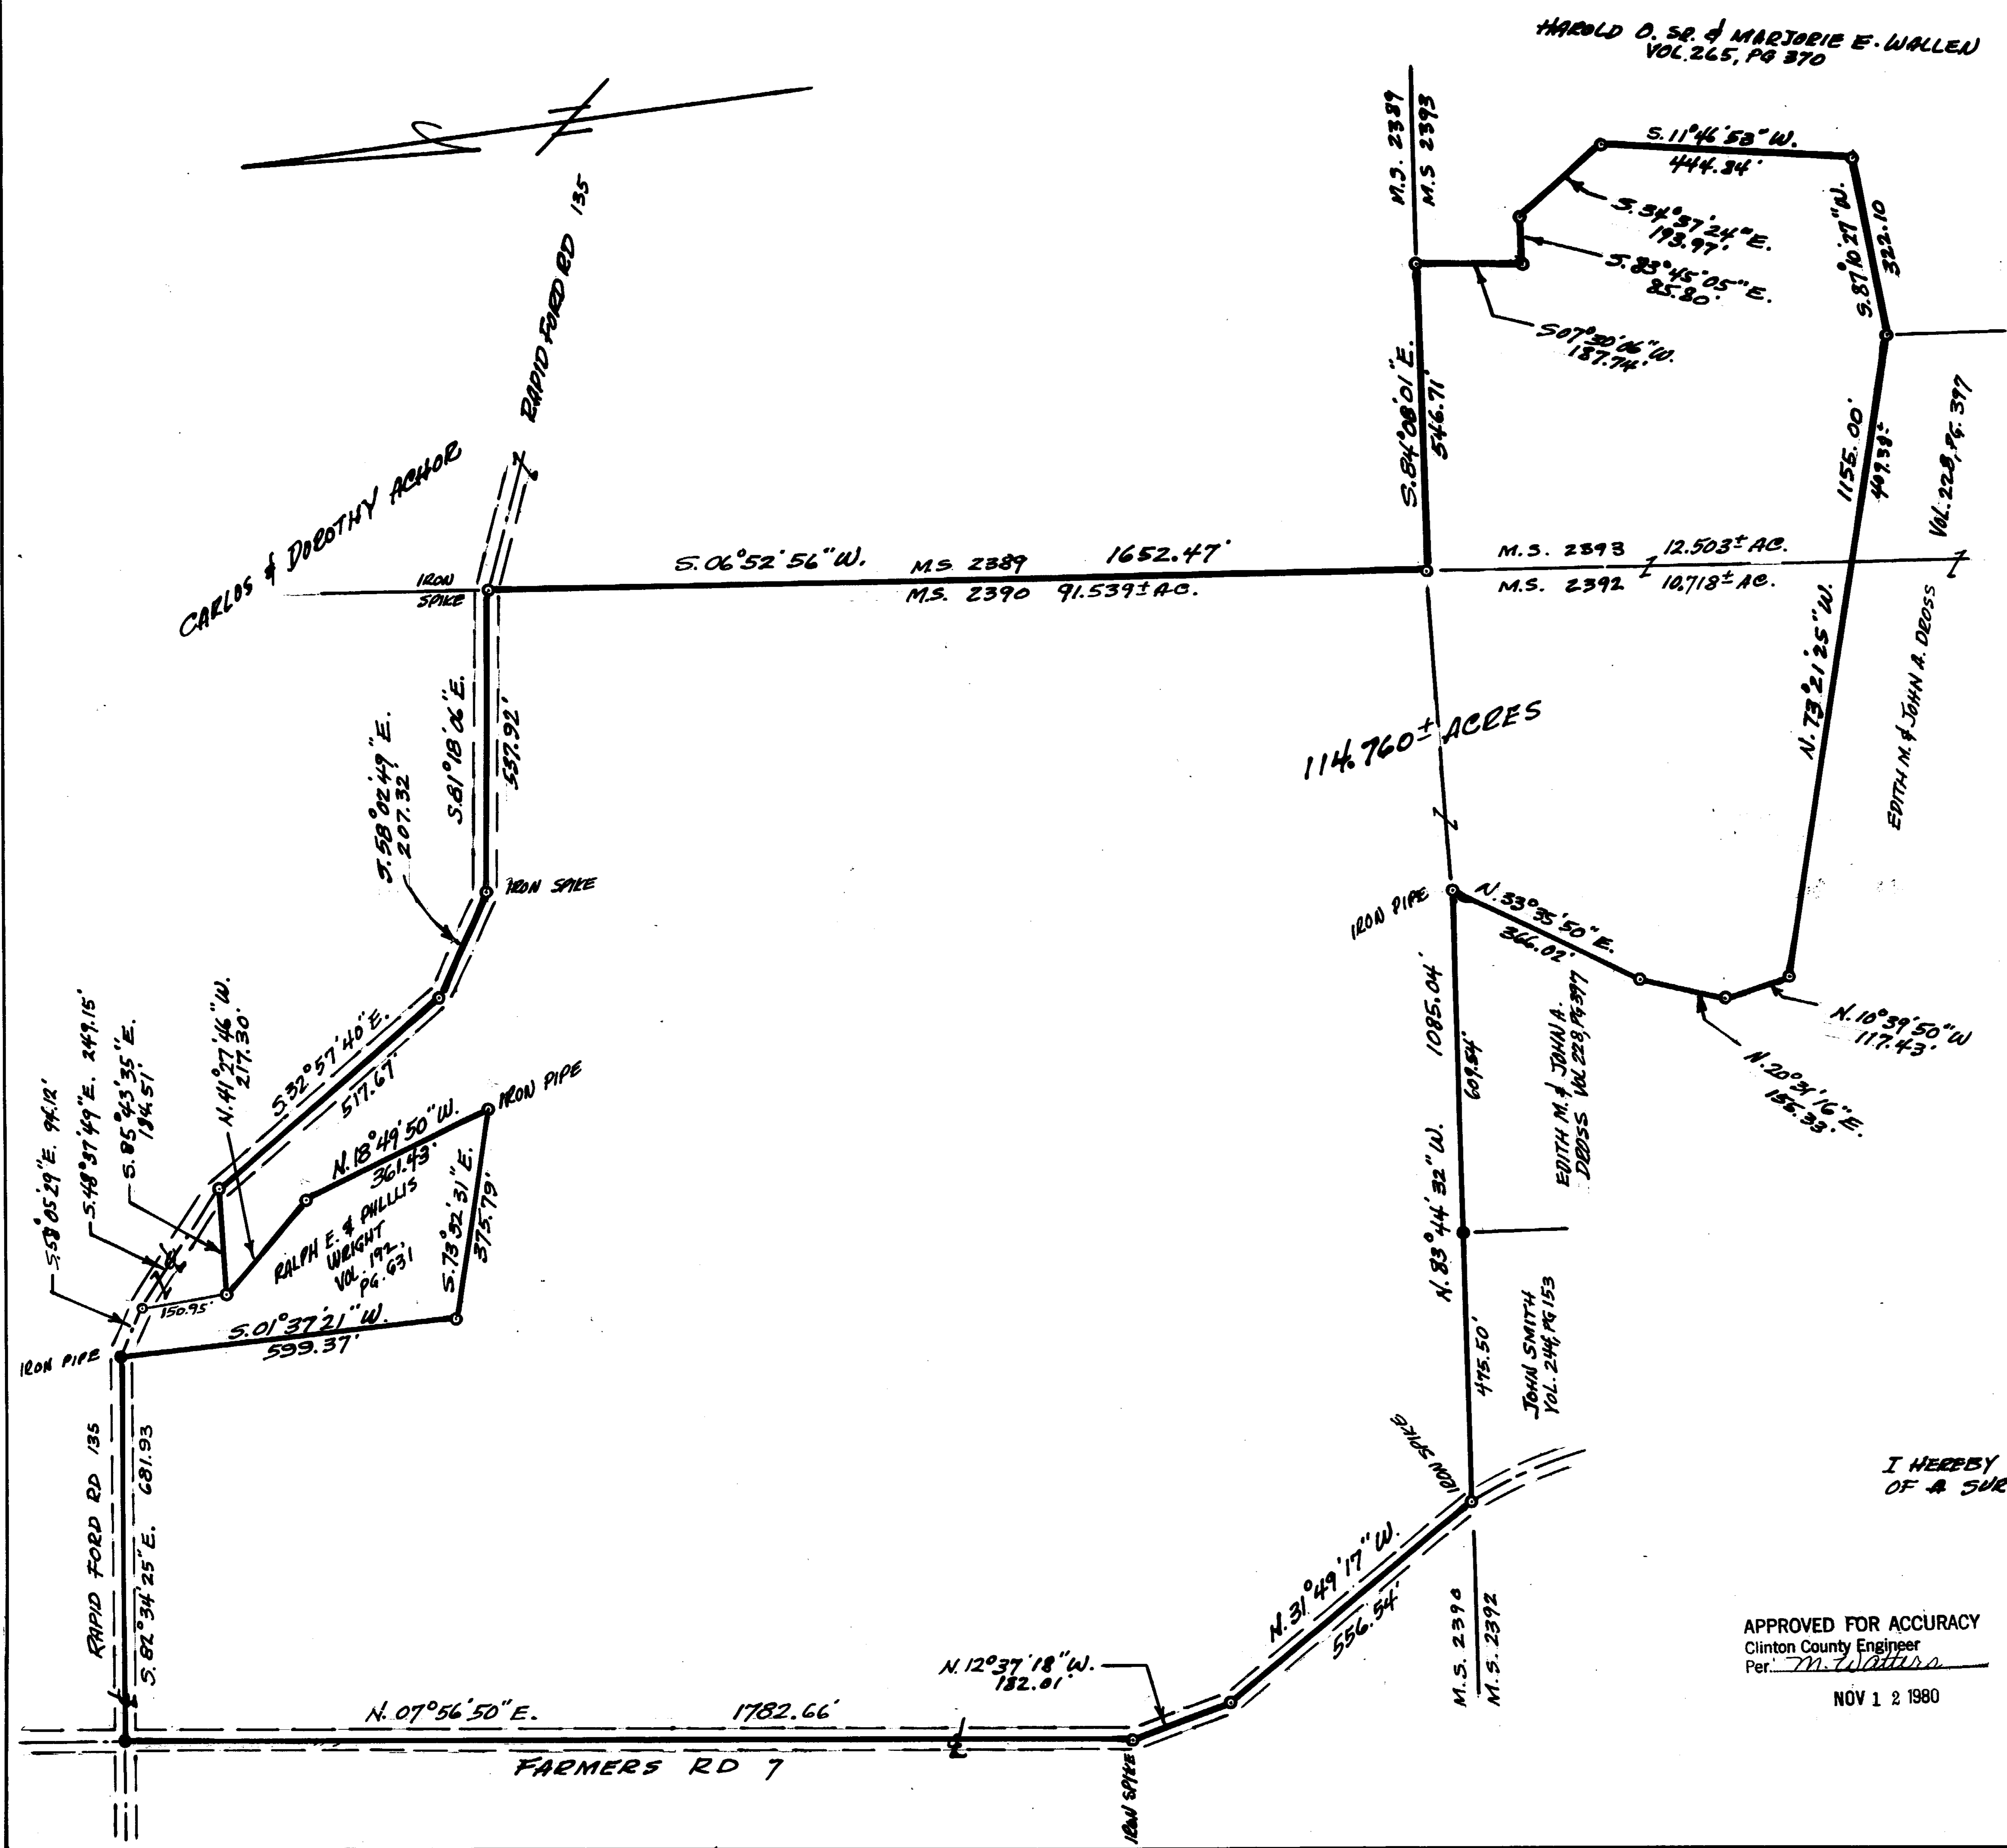 HAROLD O. SR. & MARJORIE E. WALLEN
VOL. 265, PG 370
M.S. 2389
M.S 2393
S. 11°46'53" W.
444.84'
S. 34°37'24" E.
193.97'
S. 83°45'05" E.
85.80'
S07°30'06" W.
187.74'
S. 87°10'27" W.
322.10
S. 84°08'01" E.
546.71'
1155.00'
409.38±
N. 73°21'25" W.
VOL. 228, PG. 397
EDITH M. & JOHN A. DROSS
RAPID FORD RD 135
CARLOS & DOROTHY ACHOR
IRON
SPIKE
S. 06°52'56" W. M.S. 2389 1652.47'
M.S. 2390 91.539± AC.
M.S. 2393 12.503± AC.
M.S. 2392 10.718± AC.
S. 81°18'06" E.
537.92'
S. 58°02'49" E.
207.32'
114.760± ACRES
IRON SPIKE
IRON PIPE
N. 33°35'50" E.
366.02'
N. 10°39'50" W
117.43'
N. 20°31'16" E.
155.33'
1085.04'
609.54'
N. 83°44'32" W.
EDITH M. & JOHN A.
DROSS VOL 228, PG 397
S. 32°57'40" E.
517.67'
S. 58°05'29" E. 94.12'
S. 48°37'49" E. 249.15'
S. 85°43'35" E.
184.51'
N. 41°27'46" W.
217.30'
N. 18°49'50" W.
361.43'
IRON PIPE
RALPH E. & PHLLIS
WRIGHT
VOL. 192,
PG. 631
S. 73°32'31" E.
375.79'
150.95'
S. 01°37'21" W.
599.37'
IRON PIPE
RAPID FORD RD 135
S. 82°34'25" E. 681.93
475.50'
JOHN SMITH
VOL. 244, PG 153
IRON SPIKE
I HEREBY
OF A SUR
N. 31°49'17" W.
556.54'
M.S. 2390
M.S. 2392
N. 12°37'18" W.
182.01'
N. 07°56'50" E. 1782.66'
FARMERS RD 7
IRON SPIKE
APPROVED FOR ACCURACY
Clinton County Engineer
Per. M. Watters
NOV 1 2 1980